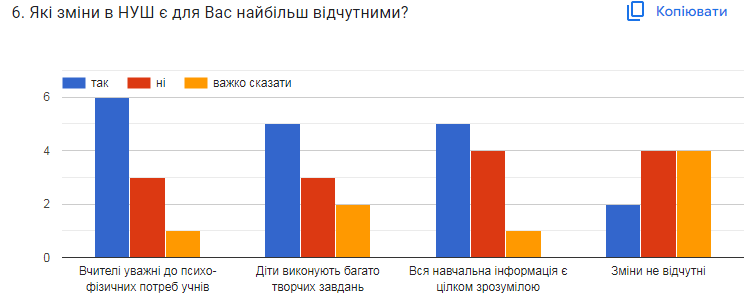 6. Які зміни в НУШ є для Вас найбільш відчутними?
Копіювати
так
ні
важко сказати
6
4
2
0
Вчителі уважні до психо-
фізичних потреб учнів
Діти виконують багато
творчих завдань
Вся навчальна інформація є
цілком зрозумілою
Зміни не відчутні